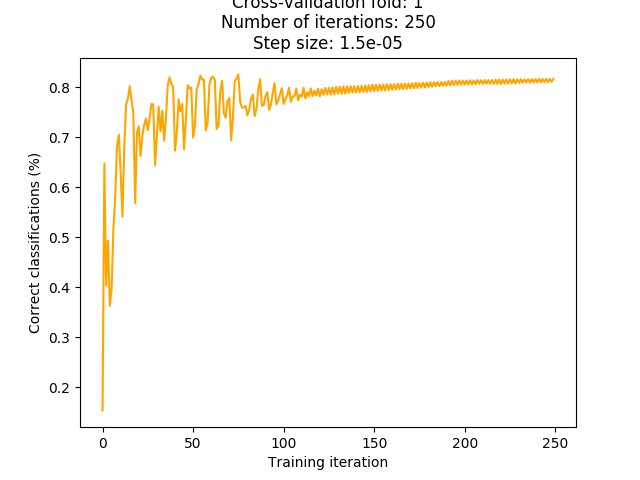 Cross-validation fold: 1
Number of iterations: 250
Step size: 1.5e-05
0.8
0.7
0.6
0.5
0.4
0.3
0.2
Correct classifications (%)
0 50 100 150 200 250
Training iteration